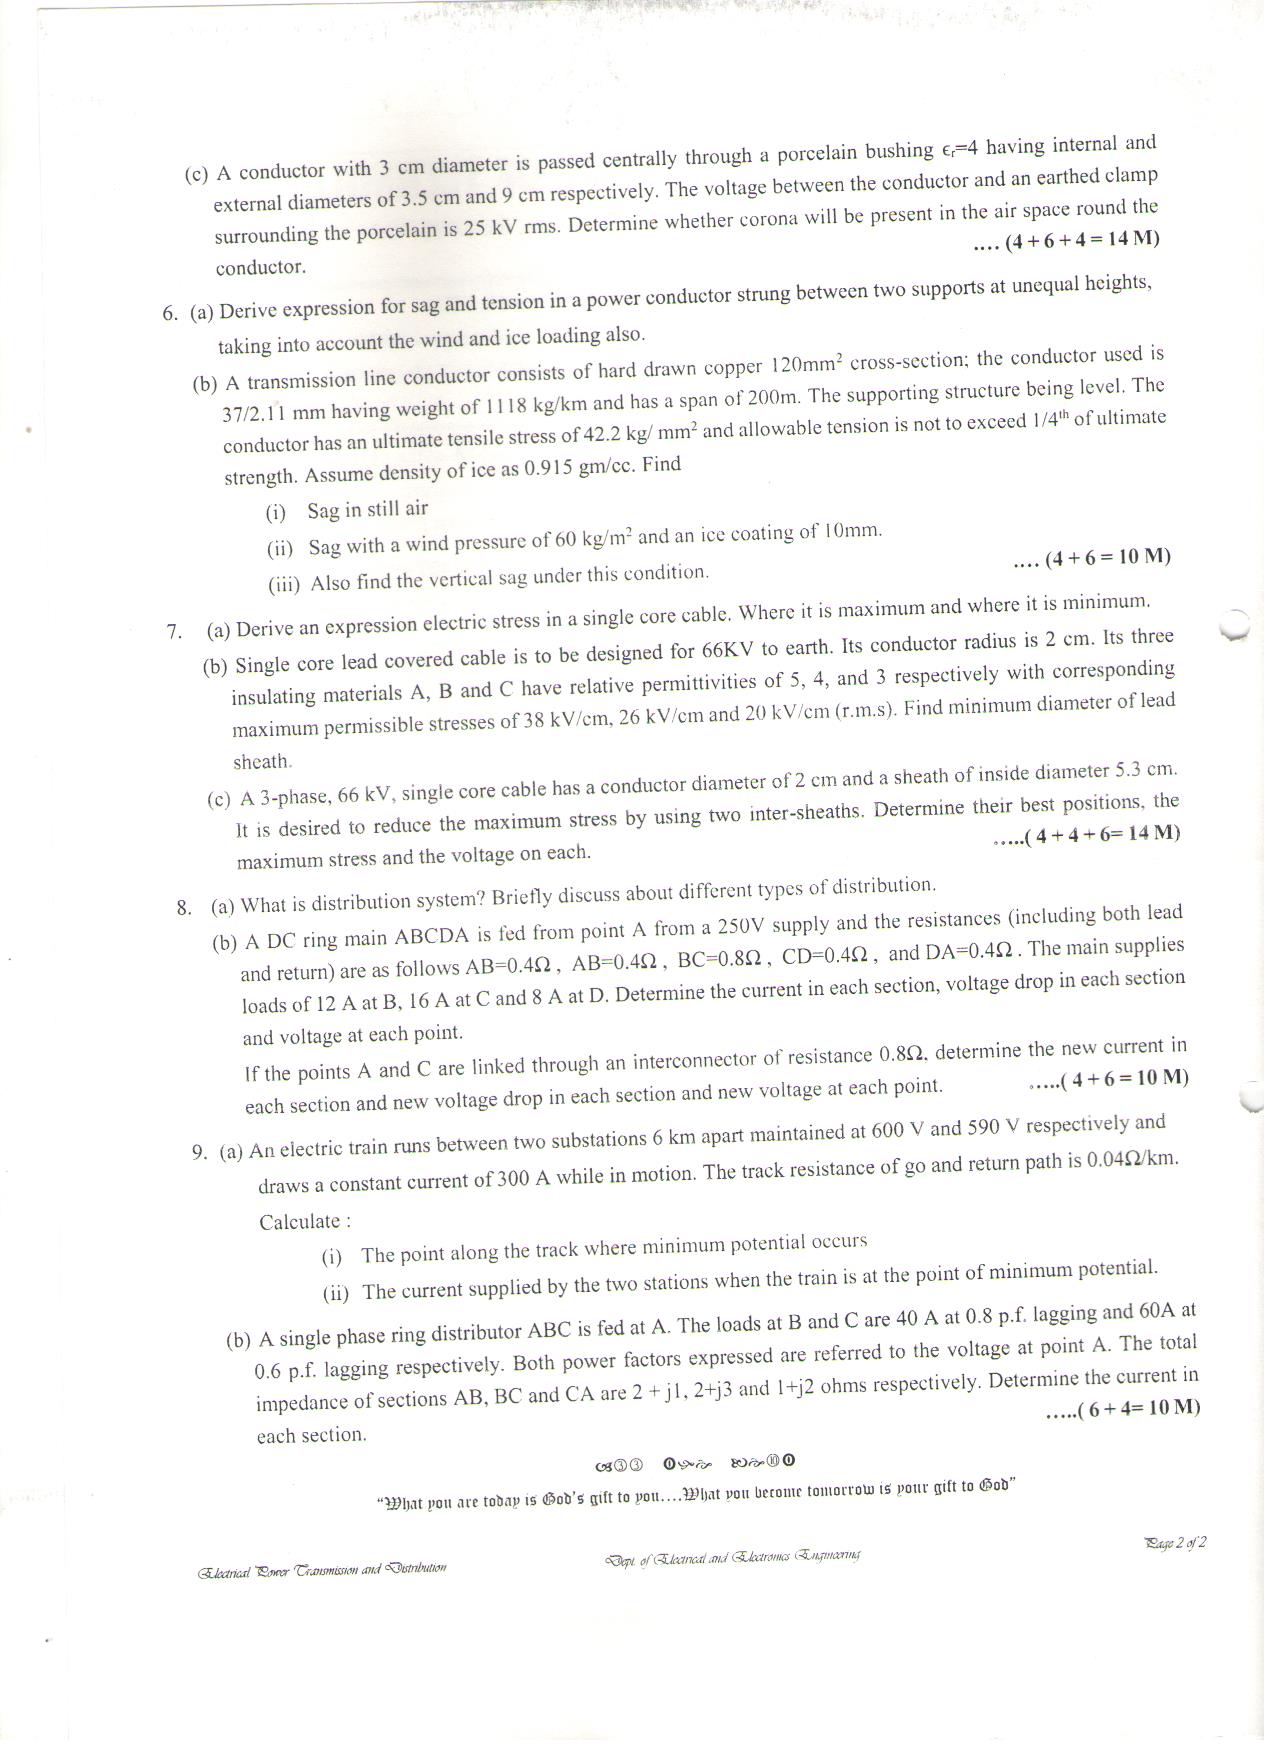 (c) A conductor with 3 cm diameter is passed centrally through a porcelain bushing ϵᵣ=4 having internal and
external diameters of 3.5 cm and 9 cm respectively. The voltage between the conductor and an earthed clamp
surrounding the porcelain is 25 kV rms. Determine whether corona will be present in the air space round the
conductor. .... (4 + 6 + 4 = 14 M)
6. (a) Derive expression for sag and tension in a power conductor strung between two supports at unequal heights,
taking into account the wind and ice loading also.
(b) A transmission line conductor consists of hard drawn copper 120mm² cross-section; the conductor used is
37/2.11 mm having weight of 1118 kg/km and has a span of 200m. The supporting structure being level. The
conductor has an ultimate tensile stress of 42.2 kg/ mm² and allowable tension is not to exceed 1/4ᵗʰ of ultimate
strength. Assume density of ice as 0.915 gm/cc. Find
(i) Sag in still air
(ii) Sag with a wind pressure of 60 kg/m² and an ice coating of 10mm.
(iii) Also find the vertical sag under this condition. .... (4 + 6 = 10 M)
7. (a) Derive an expression electric stress in a single core cable. Where it is maximum and where it is minimum.
(b) Single core lead covered cable is to be designed for 66KV to earth. Its conductor radius is 2 cm. Its three
insulating materials A, B and C have relative permittivities of 5, 4, and 3 respectively with corresponding
maximum permissible stresses of 38 kV/cm, 26 kV/cm and 20 kV/cm (r.m.s). Find minimum diameter of lead
sheath.
(c) A 3-phase, 66 kV, single core cable has a conductor diameter of 2 cm and a sheath of inside diameter 5.3 cm.
It is desired to reduce the maximum stress by using two inter-sheaths. Determine their best positions, the
maximum stress and the voltage on each. .....( 4 + 4 + 6= 14 M)
8. (a) What is distribution system? Briefly discuss about different types of distribution.
(b) A DC ring main ABCDA is fed from point A from a 250V supply and the resistances (including both lead
and return) are as follows AB=0.4Ω , AB=0.4Ω , BC=0.8Ω , CD=0.4Ω , and DA=0.4Ω . The main supplies
loads of 12 A at B, 16 A at C and 8 A at D. Determine the current in each section, voltage drop in each section
and voltage at each point.
If the points A and C are linked through an interconnector of resistance 0.8Ω, determine the new current in
each section and new voltage drop in each section and new voltage at each point. .....( 4 + 6 = 10 M)
9. (a) An electric train runs between two substations 6 km apart maintained at 600 V and 590 V respectively and
draws a constant current of 300 A while in motion. The track resistance of go and return path is 0.04Ω/km.
Calculate :
(i) The point along the track where minimum potential occurs
(ii) The current supplied by the two stations when the train is at the point of minimum potential.
(b) A single phase ring distributor ABC is fed at A. The loads at B and C are 40 A at 0.8 p.f. lagging and 60A at
0.6 p.f. lagging respectively. Both power factors expressed are referred to the voltage at point A. The total
impedance of sections AB, BC and CA are 2 + j1, 2+j3 and 1+j2 ohms respectively. Determine the current in
each section. .....( 6 + 4= 10 M)
"What you are today is God's gift to you....What you become tomorrow is your gift to God"
Electrical Power Transmission and Distribution Dept. of Electrical and Electronics Engineering Page 2 of 2